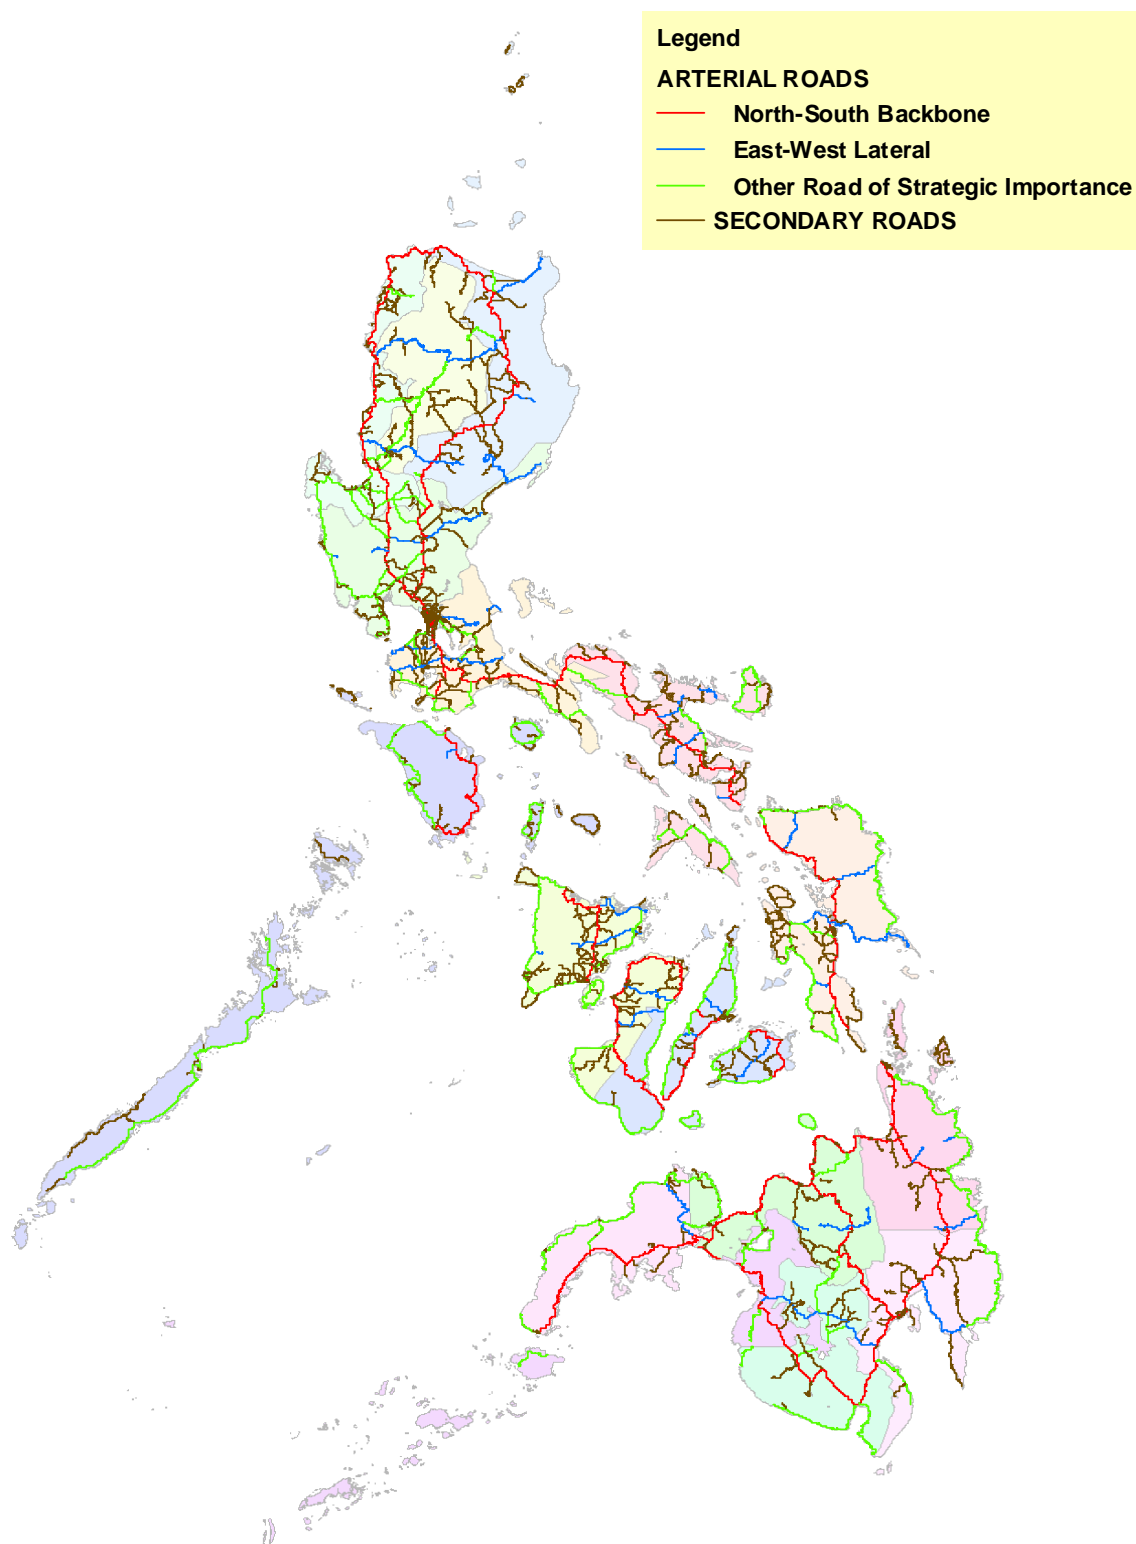 Legend
ARTERIAL ROADS
North-South Backbone
East-West Lateral
Other Road of Strategic Importance
SECONDARY ROADS